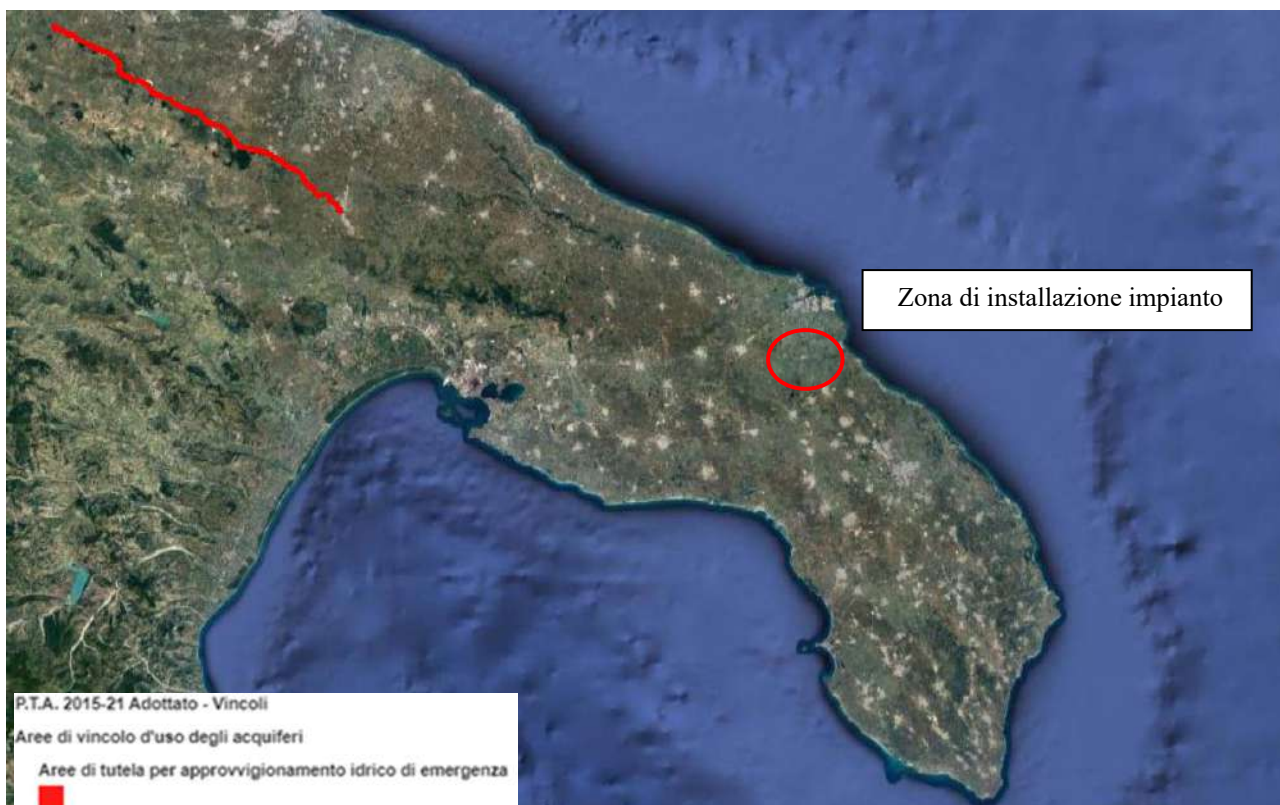 Zona di installazione impianto
P.T.A. 2015-21 Adottato - Vincoli
Aree di vincolo d'uso degli acquiferi
Aree di tutela per approvvigionamento idrico di emergenza